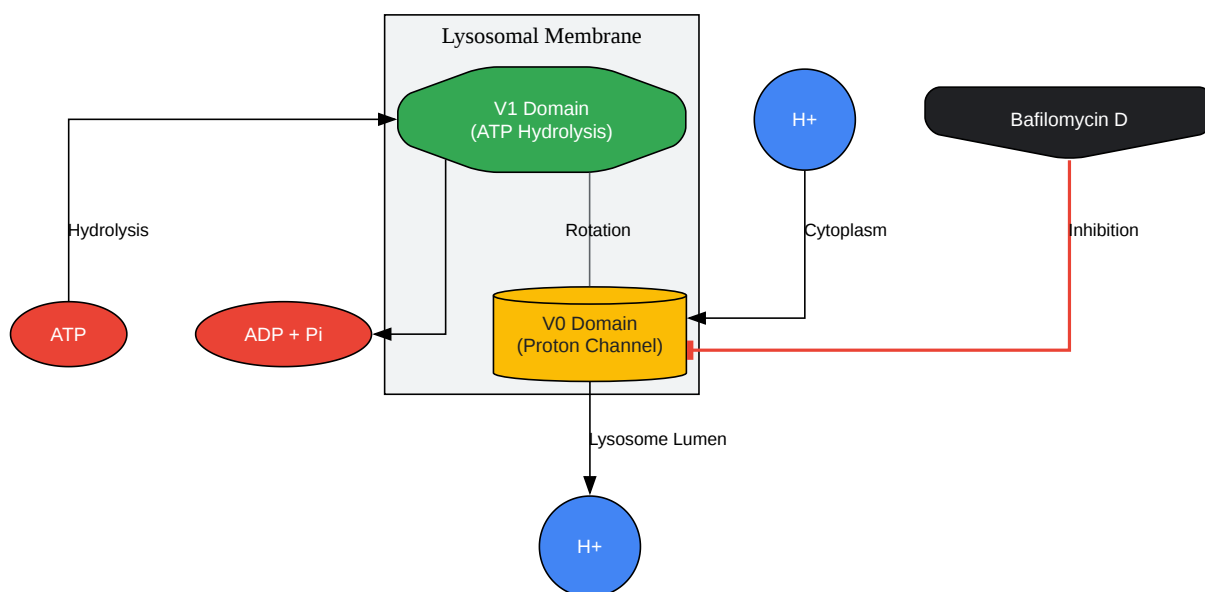 Lysosomal Membrane
V1 Domain
(ATP Hydrolysis)
H+
Bafilomycin D
Hydrolysis
Rotation
Cytoplasm
Inhibition
ATP
ADP + Pi
V0 Domain
(Proton Channel)
Lysosome Lumen
H+